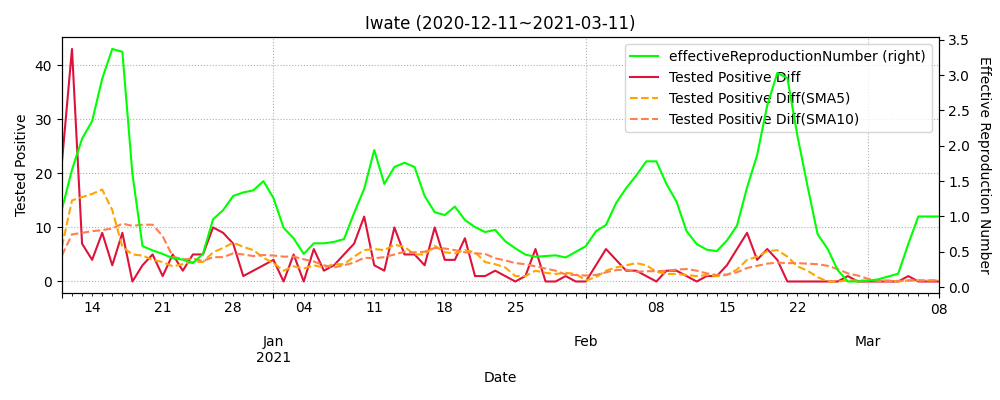 Iwate (2020-12-11~2021-03-11)
effectiveReproductionNumber (right)
Tested Positive Diff
Tested Positive Diff(SMA5)
Tested Positive Diff(SMA10)
Tested Positive
40
30
20
10
0
Effective Reproduction Number
3.5
3.0
2.5
2.0
1.5
1.0
0.5
0.0
14 21 28 04 11 18 25 08 15 22 08
Jan Feb Mar
2021
Date